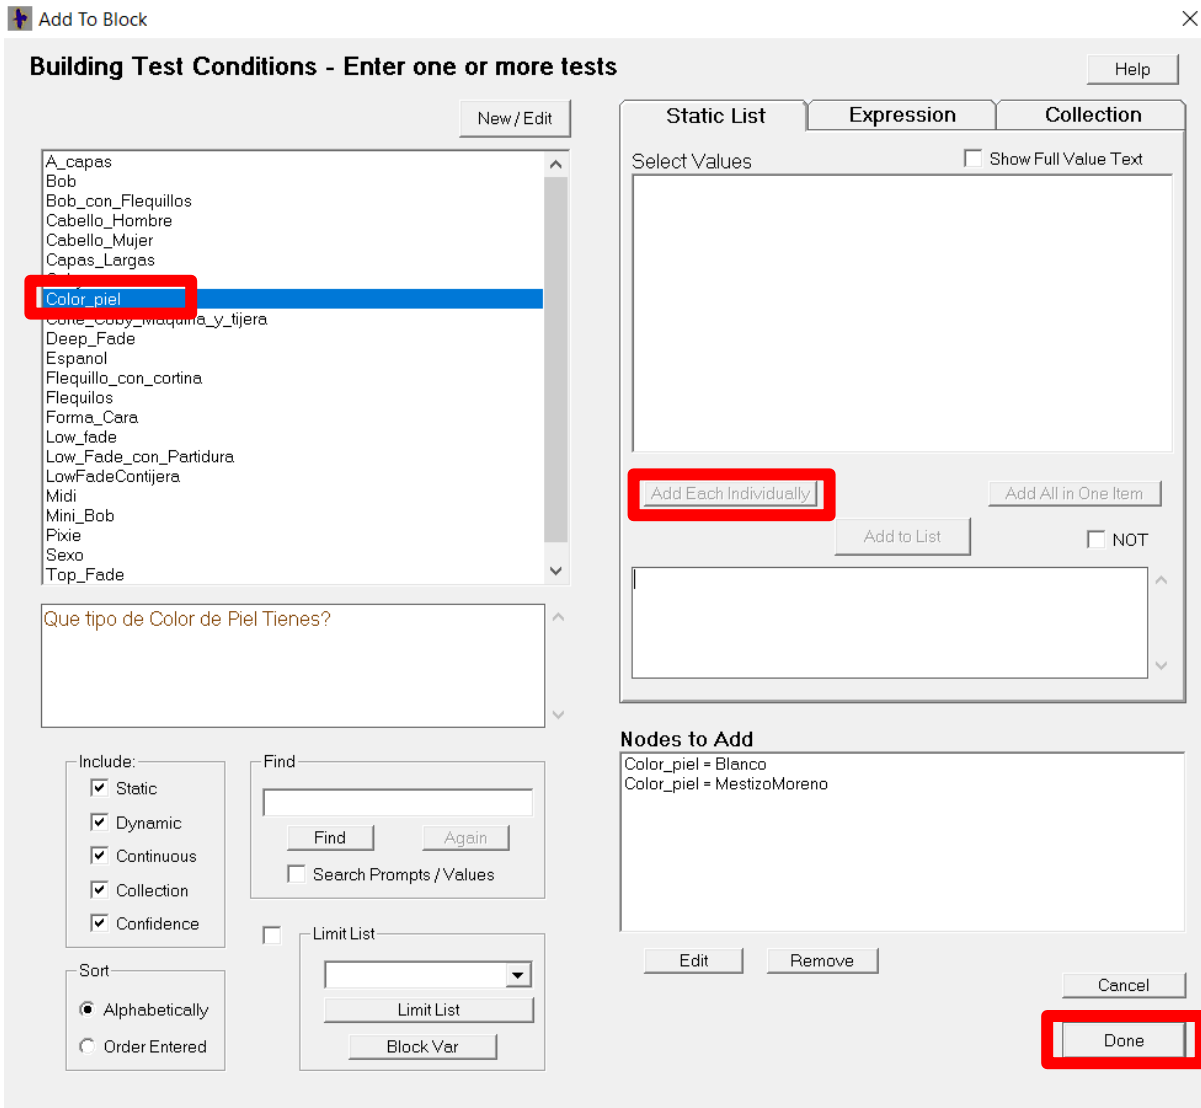 Add To Block
Building Test Conditions - Enter one or more tests
Help
New / Edit
A_capas
Bob
Bob_con_Flequillos
Cabello_Hombre
Cabello_Mujer
Capas_Largas
Color_piel
Corte_Coby_Maquina_y_tijera
Deep_Fade
Espanol
Flequillo_con_cortina
Flequilos
Forma_Cara
Low_fade
Low_Fade_con_Partidura
LowFadeContijera
Midi
Mini_Bob
Pixie
Sexo
Top_Fade
Que tipo de Color de Piel Tienes?
Include:
Static
Dynamic
Continuous
Collection
Confidence
Sort
Alphabetically
Order Entered
Find
Find
Again
Search Prompts / Values
Limit List
Limit List
Block Var
Static List
Expression
Collection
Select Values
Show Full Value Text
Add Each Individually
Add All in One Item
Add to List
NOT
Nodes to Add
Color_piel = Blanco
Color_piel = MestizoMoreno
Edit
Remove
Cancel
Done